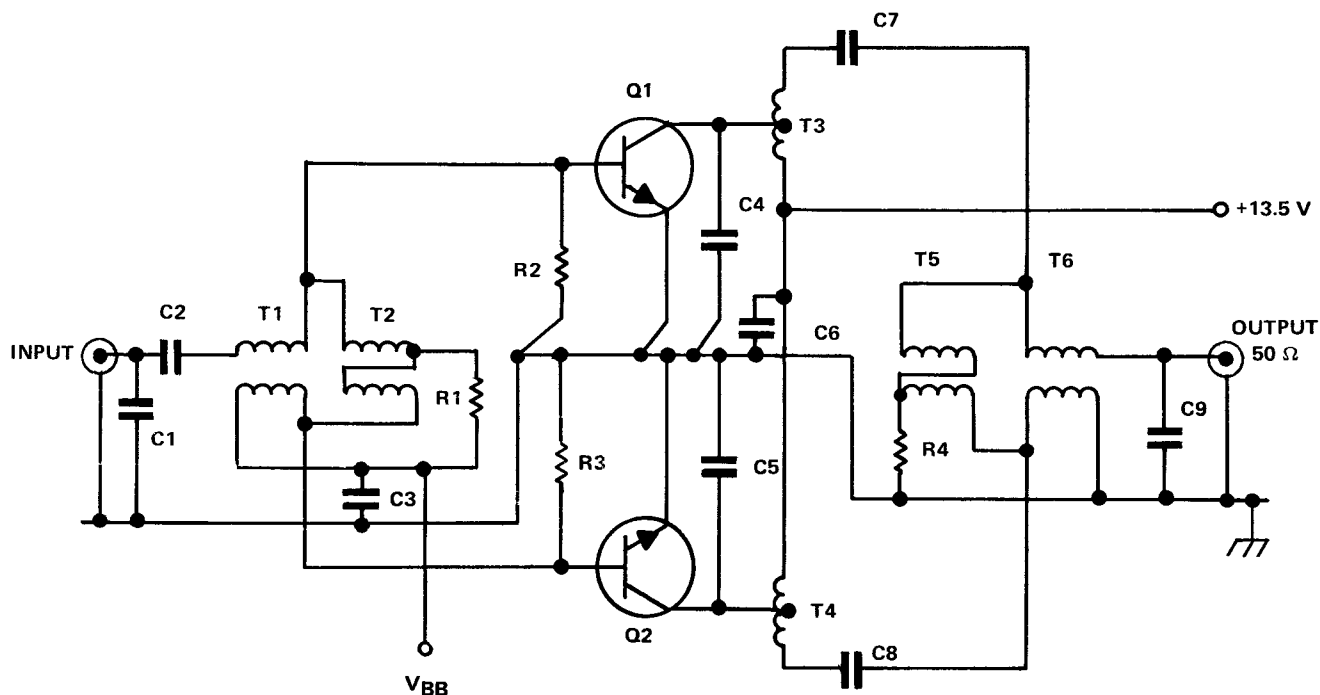 C7
Q1
T3
C4
+13.5 V
R2
T5
T6
C2
T1
T2
C6
OUTPUT
50 Ω
INPUT
R1
C1
C9
R4
R3
C5
C3
T4
Q2
C8
VBB